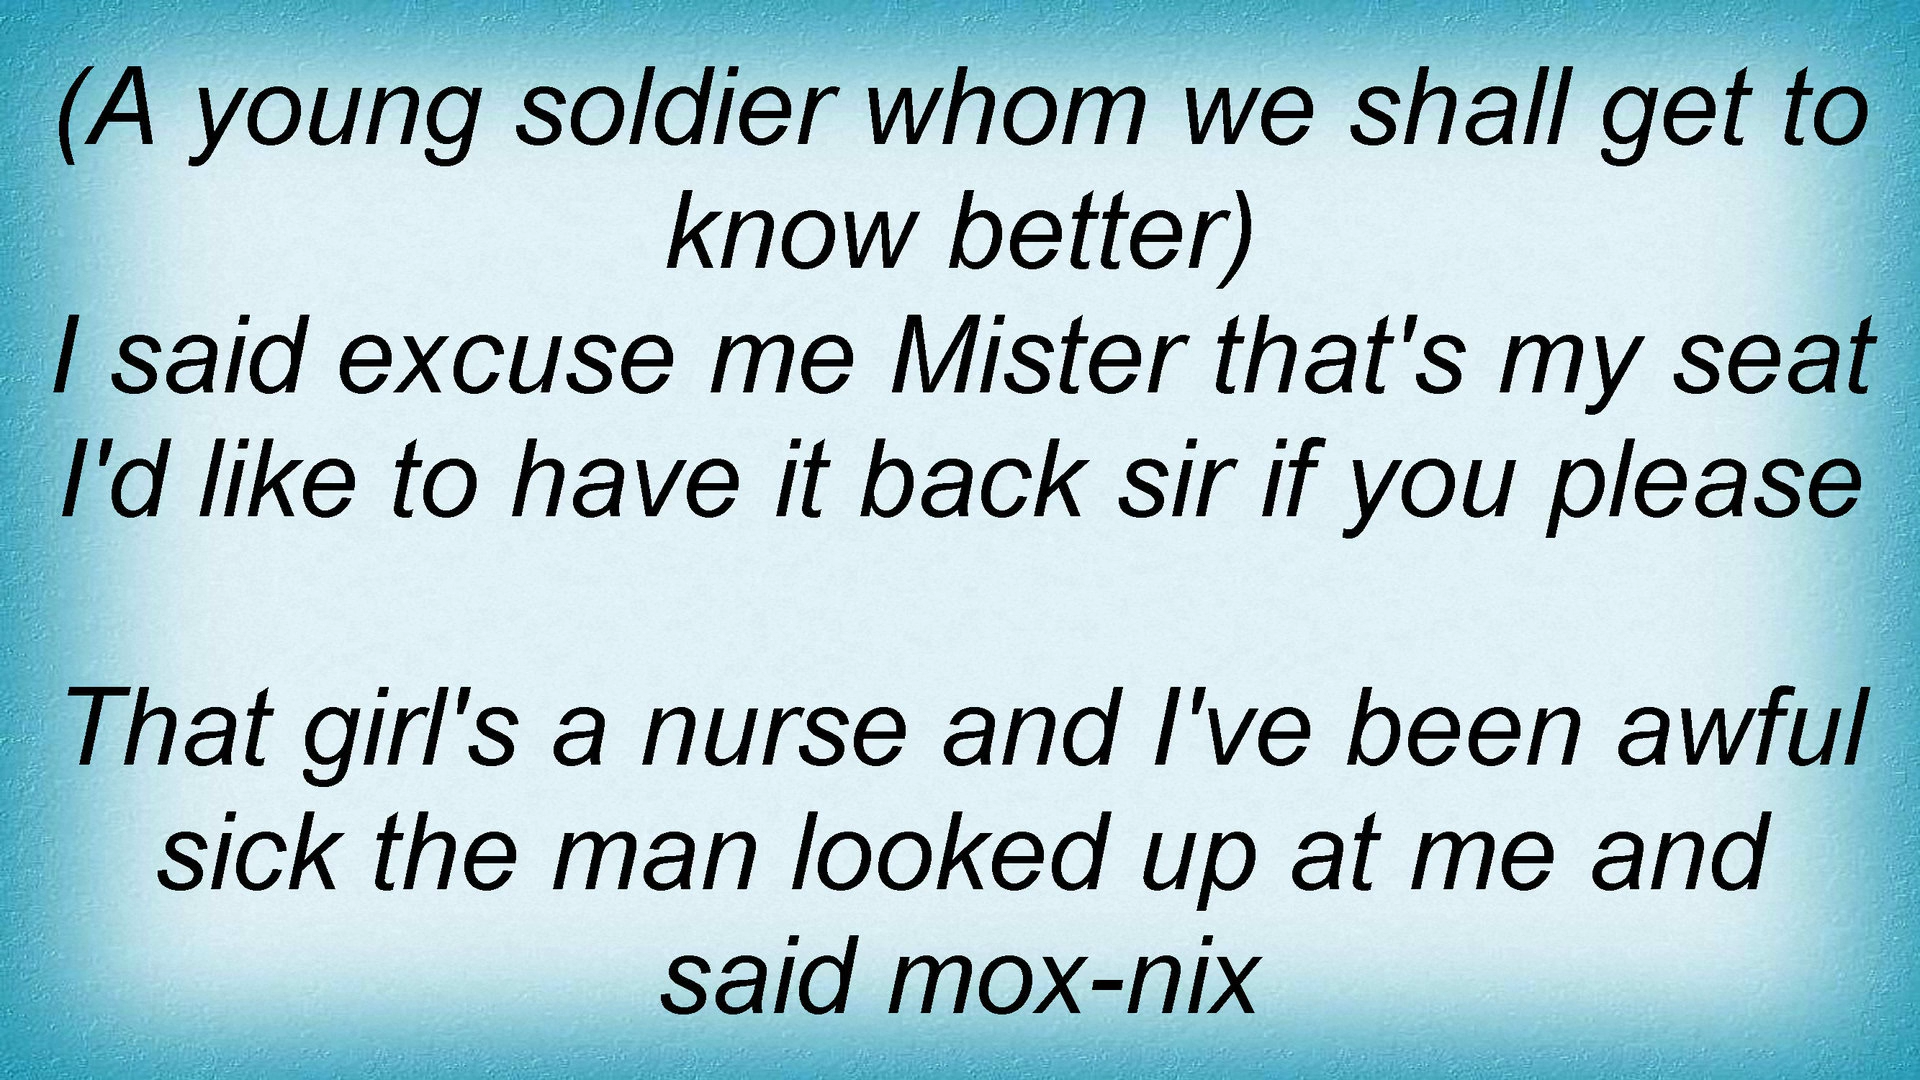 (A young soldier whom we shall get to
know better)
I said excuse me Mister that's my seat
I'd like to have it back sir if you please
That girl's a nurse and I've been awful
sick the man looked up at me and
said mox-nix